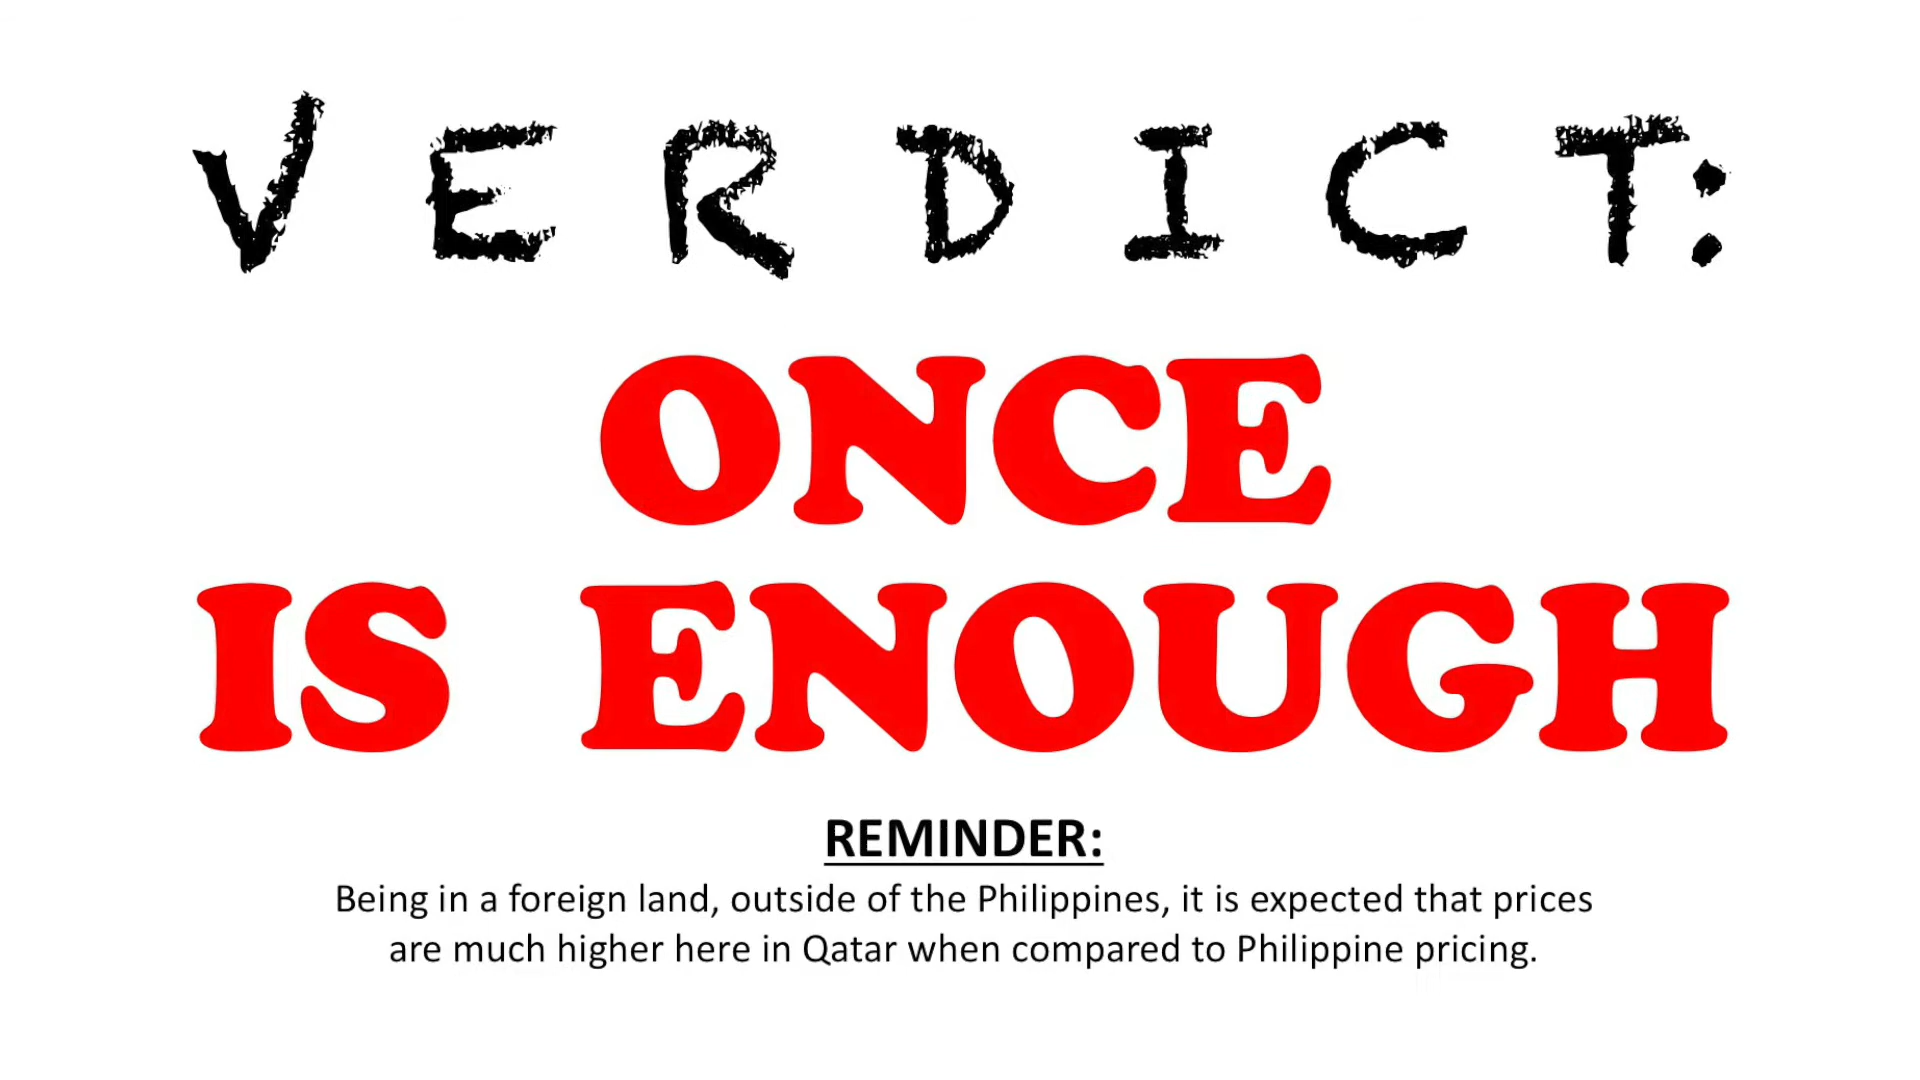 VERDICT:
ONCE
IS ENOUGH
REMINDER:
Being in a foreign land, outside of the Philippines, it is expected that prices
are much higher here in Qatar when compared to Philippine pricing.